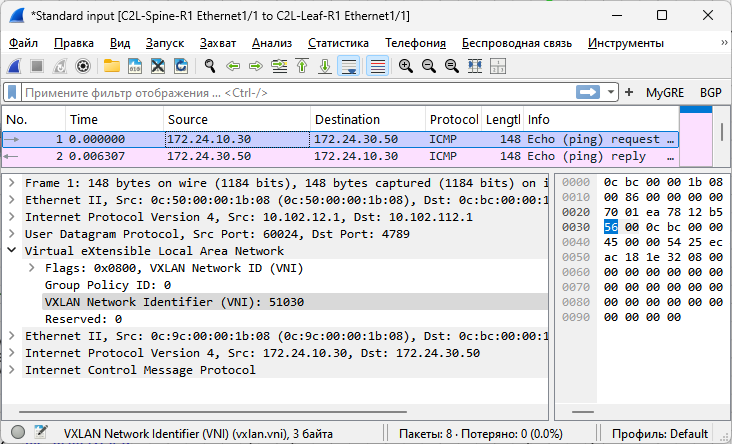 *Standard input [C2L-Spine-R1 Ethernet1/1 to C2L-Leaf-R1 Ethernet1/1]
Файл Правка Вид Запуск Захват Анализ Статистика Телефония Беспроводная связь Инструменты »
Примените фильтр отображения ... <Ctrl-/> + MyGRE BGP
No. Time Source Destination Protocol Lengtl Info
1 0.000000 172.24.10.30 172.24.30.50 ICMP 148 Echo (ping) request …
2 0.006307 172.24.30.50 172.24.10.30 ICMP 148 Echo (ping) reply …
Frame 1: 148 bytes on wire (1184 bits), 148 bytes captured (1184 bits) on i
Ethernet II, Src: 0c:50:00:00:1b:08 (0c:50:00:00:1b:08), Dst: 0c:bc:00:00:1
Internet Protocol Version 4, Src: 10.102.12.1, Dst: 10.102.112.1
User Datagram Protocol, Src Port: 60024, Dst Port: 4789
Virtual eXtensible Local Area Network
Flags: 0x0800, VXLAN Network ID (VNI)
Group Policy ID: 0
VXLAN Network Identifier (VNI): 51030
Reserved: 0
Ethernet II, Src: 0c:9c:00:00:1b:08 (0c:9c:00:00:1b:08), Dst: 0c:bc:00:00:1
Internet Protocol Version 4, Src: 172.24.10.30, Dst: 172.24.30.50
Internet Control Message Protocol
0000 0c bc 00 00 1b 08
0010 00 86 00 00 00 00
0020 70 01 ea 78 12 b5
0030 56 00 0c bc 00 00
0040 45 00 00 54 25 ec
0050 ac 18 1e 32 08 00
0060 00 00 00 00 00 00
0070 00 00 00 00 00 00
0080 00 00 00 00 00 00
0090 00 00 00 00
VXLAN Network Identifier (VNI) (vxlan.vni), 3 байта Пакеты: 8 · Потеряно: 0 (0.0%) Профиль: Default